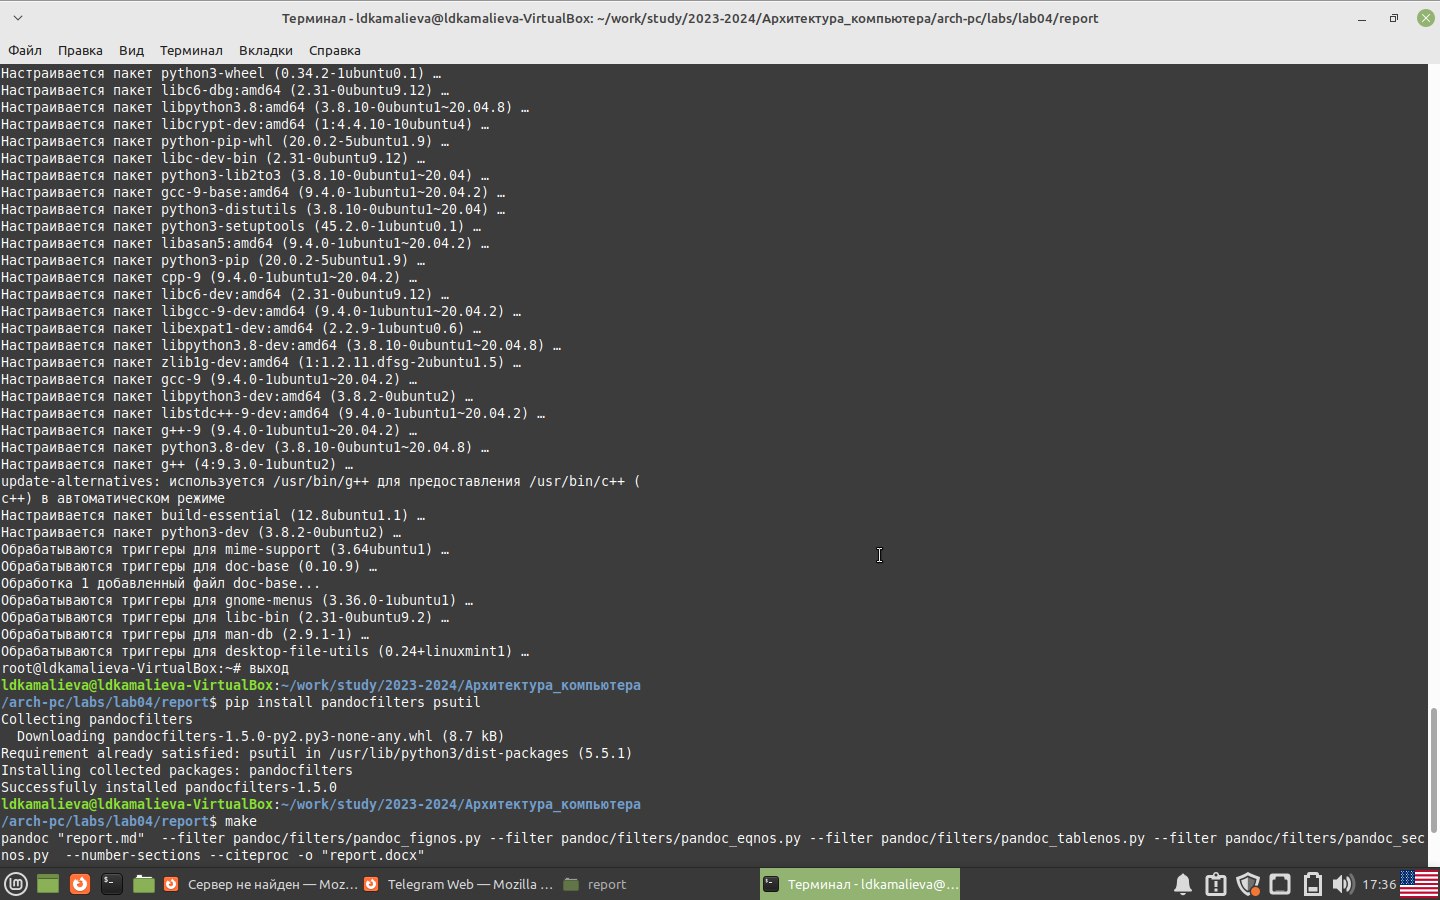 Терминал - ldkamalieva@ldkamalieva-VirtualBox: ~/work/study/2023-2024/Архитектура_компьютера/arch-pc/labs/lab04/report
Файл Правка Вид Терминал Вкладки Справка
Настраивается пакет python3-wheel (0.34.2-1ubuntu0.1) …
Настраивается пакет libc6-dbg:amd64 (2.31-0ubuntu9.12) …
Настраивается пакет libpython3.8:amd64 (3.8.10-0ubuntu1~20.04.8) …
Настраивается пакет libcrypt-dev:amd64 (1:4.4.10-10ubuntu4) …
Настраивается пакет python-pip-whl (20.0.2-5ubuntu1.9) …
Настраивается пакет libc-dev-bin (2.31-0ubuntu9.12) …
Настраивается пакет python3-lib2to3 (3.8.10-0ubuntu1~20.04) …
Настраивается пакет gcc-9-base:amd64 (9.4.0-1ubuntu1~20.04.2) …
Настраивается пакет python3-distutils (3.8.10-0ubuntu1~20.04) …
Настраивается пакет python3-setuptools (45.2.0-1ubuntu0.1) …
Настраивается пакет libasan5:amd64 (9.4.0-1ubuntu1~20.04.2) …
Настраивается пакет python3-pip (20.0.2-5ubuntu1.9) …
Настраивается пакет cpp-9 (9.4.0-1ubuntu1~20.04.2) …
Настраивается пакет libc6-dev:amd64 (2.31-0ubuntu9.12) …
Настраивается пакет libgcc-9-dev:amd64 (9.4.0-1ubuntu1~20.04.2) …
Настраивается пакет libexpat1-dev:amd64 (2.2.9-1ubuntu0.6) …
Настраивается пакет libpython3.8-dev:amd64 (3.8.10-0ubuntu1~20.04.8) …
Настраивается пакет zlib1g-dev:amd64 (1:1.2.11.dfsg-2ubuntu1.5) …
Настраивается пакет gcc-9 (9.4.0-1ubuntu1~20.04.2) …
Настраивается пакет libpython3-dev:amd64 (3.8.2-0ubuntu2) …
Настраивается пакет libstdc++-9-dev:amd64 (9.4.0-1ubuntu1~20.04.2) …
Настраивается пакет g++-9 (9.4.0-1ubuntu1~20.04.2) …
Настраивается пакет python3.8-dev (3.8.10-0ubuntu1~20.04.8) …
Настраивается пакет g++ (4:9.3.0-1ubuntu2) …
update-alternatives: используется /usr/bin/g++ для предоставления /usr/bin/c++ (
c++) в автоматическом режиме
Настраивается пакет build-essential (12.8ubuntu1.1) …
Настраивается пакет python3-dev (3.8.2-0ubuntu2) …
Обрабатываются триггеры для mime-support (3.64ubuntu1) …
Обрабатываются триггеры для doc-base (0.10.9) …
Обработка 1 добавленный файл doc-base...
Обрабатываются триггеры для gnome-menus (3.36.0-1ubuntu1) …
Обрабатываются триггеры для libc-bin (2.31-0ubuntu9.2) …
Обрабатываются триггеры для man-db (2.9.1-1) …
Обрабатываются триггеры для desktop-file-utils (0.24+linuxmint1) …
root@ldkamalieva-VirtualBox:~# выход
ldkamalieva@ldkamalieva-VirtualBox:~/work/study/2023-2024/Архитектура_компьютера
/arch-pc/labs/lab04/report$ pip install pandocfilters psutil
Collecting pandocfilters
  Downloading pandocfilters-1.5.0-py2.py3-none-any.whl (8.7 kB)
Requirement already satisfied: psutil in /usr/lib/python3/dist-packages (5.5.1)
Installing collected packages: pandocfilters
Successfully installed pandocfilters-1.5.0
ldkamalieva@ldkamalieva-VirtualBox:~/work/study/2023-2024/Архитектура_компьютера
/arch-pc/labs/lab04/report$ make
pandoc "report.md"  --filter pandoc/filters/pandoc_fignos.py --filter pandoc/filters/pandoc_eqnos.py --filter pandoc/filters/pandoc_tablenos.py --filter pandoc/filters/pandoc_sec
nos.py  --number-sections --citeproc -o "report.docx"
Сервер не найден — Moz... Telegram Web — Mozilla ... report Терминал - ldkamalieva@... 17:36